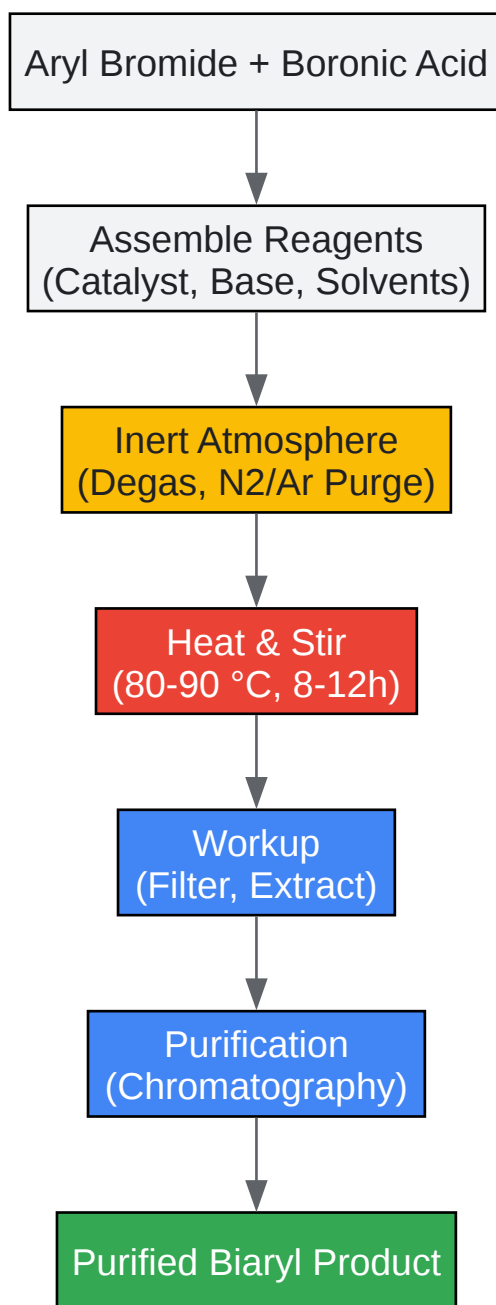 Aryl Bromide + Boronic Acid
Assemble Reagents
(Catalyst, Base, Solvents)
Inert Atmosphere
(Degas, N2/Ar Purge)
Heat & Stir
(80-90 °C, 8-12h)
Workup
(Filter, Extract)
Purification
(Chromatography)
Purified Biaryl Product